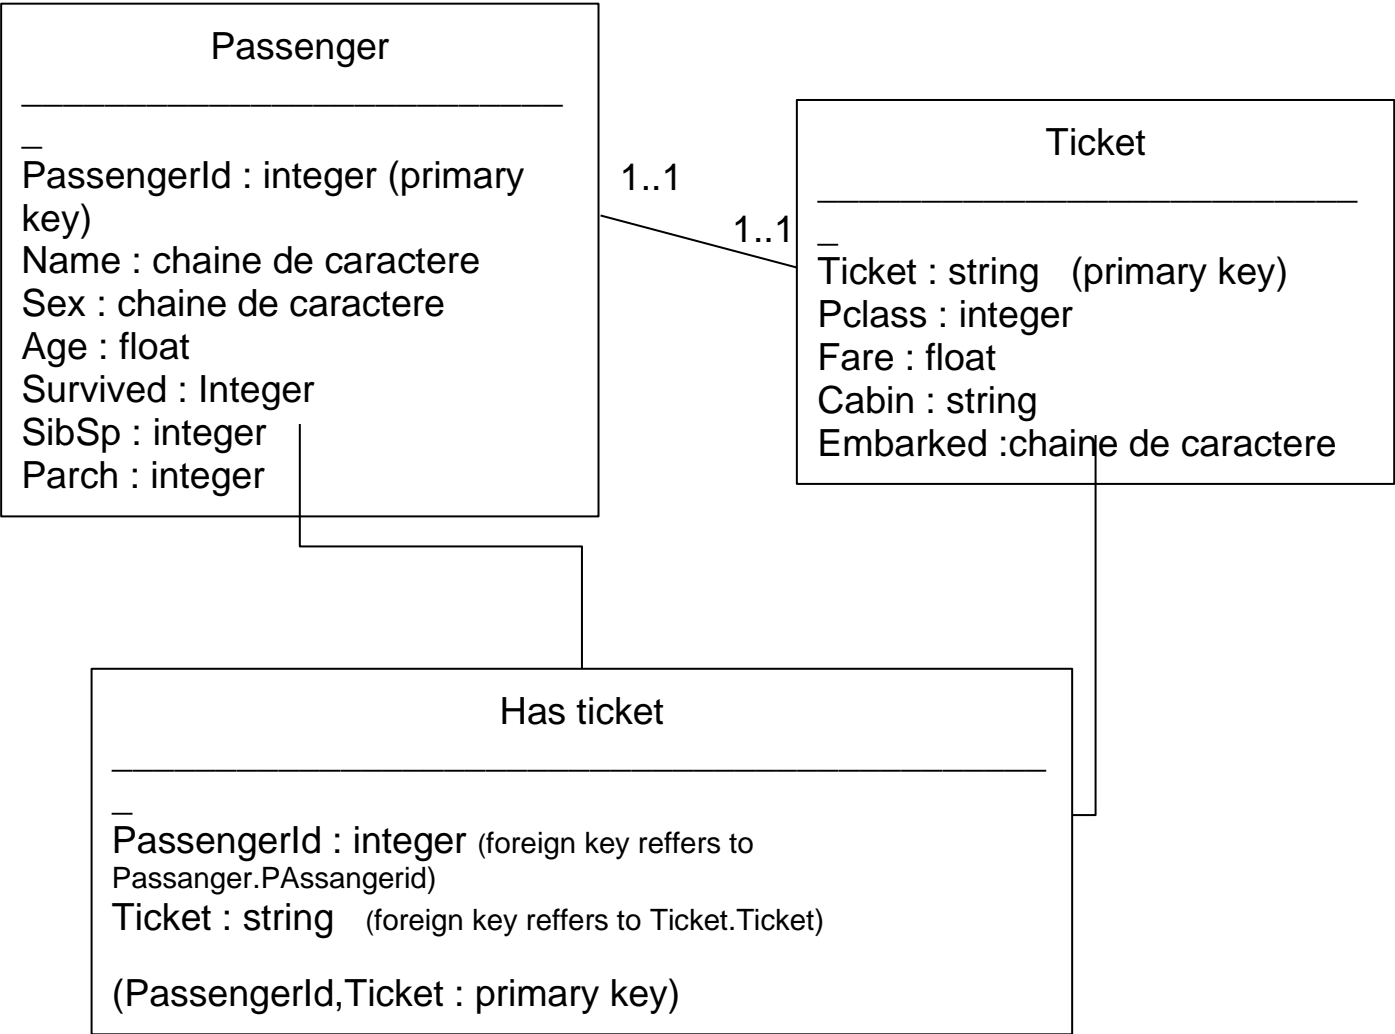 Passenger
__________________________
_
PassengerId : integer (primary
key)
Name : chaine de caractere
Sex : chaine de caractere
Age : float
Survived : Integer
SibSp : integer
Parch : integer
1..1
1..1
Ticket
__________________________
_
Ticket : string (primary key)
Pclass : integer
Fare : float
Cabin : string
Embarked :chaine de caractere
Has ticket
_____________________________________________
_
PassengerId : integer (foreign key reffers to
Passanger.PAssangerid)
Ticket : string (foreign key reffers to Ticket.Ticket)
(PassengerId,Ticket : primary key)